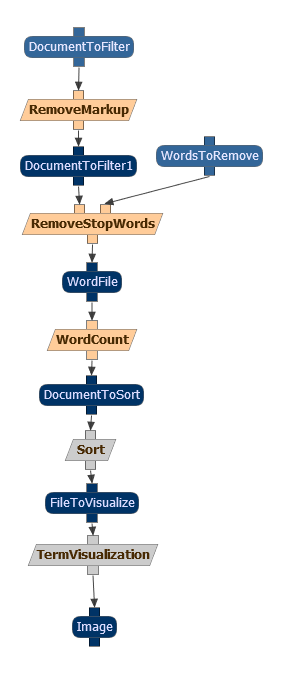 DocumentToFilter
RemoveMarkup
DocumentToFilter1
WordsToRemove
RemoveStopWords
WordFile
WordCount
DocumentToSort
Sort
FileToVisualize
TermVisualization
Image